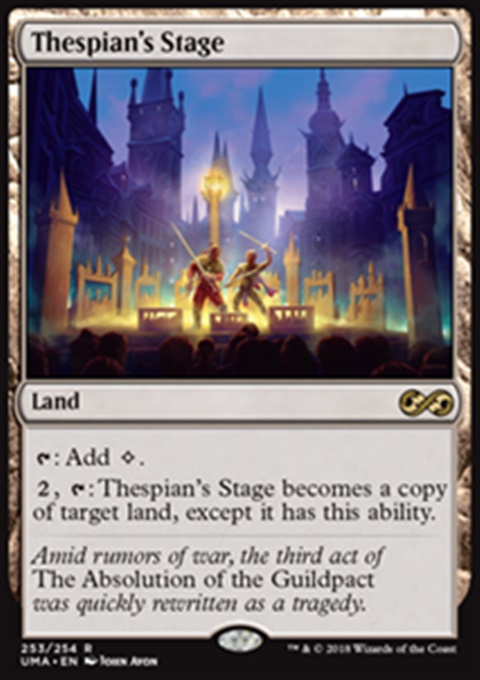 Thespian's Stage
Land
: Add .
2, : Thespian's Stage becomes a copy
of target land, except it has this ability.
Amid rumors of war, the third act of
The Absolution of the Guildpact
was quickly rewritten as a tragedy.
253/254 R
UMA • EN John Avon
™ & © 2018 Wizards of the Coast